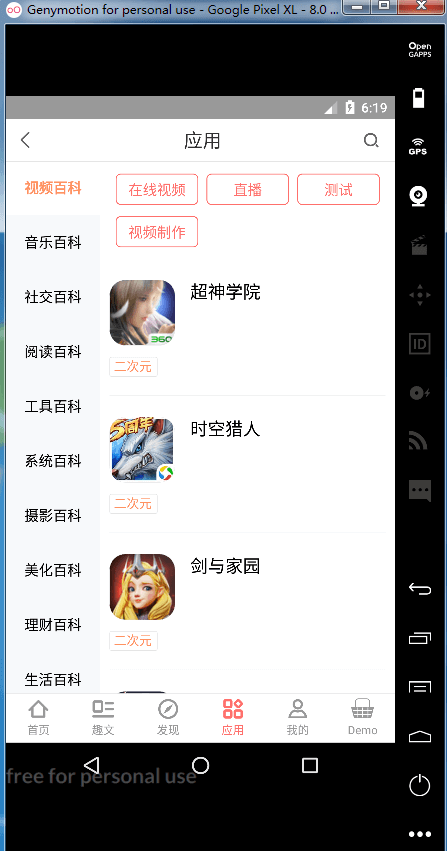 Genymotion for personal use - Google Pixel XL - 8.0 ...
Open
GAPPS
6:19
应用
GPS
视频百科
在线视频
直播
测试
音乐百科
视频制作
社交百科
超神学院
360
二次元
阅读百科
工具百科
5周年
时空猎人
系统百科
二次元
ID
摄影百科
美化百科
剑与家园
理财百科
二次元
生活百科
首页
趣文
发现
应用
我的
Demo
free for personal use